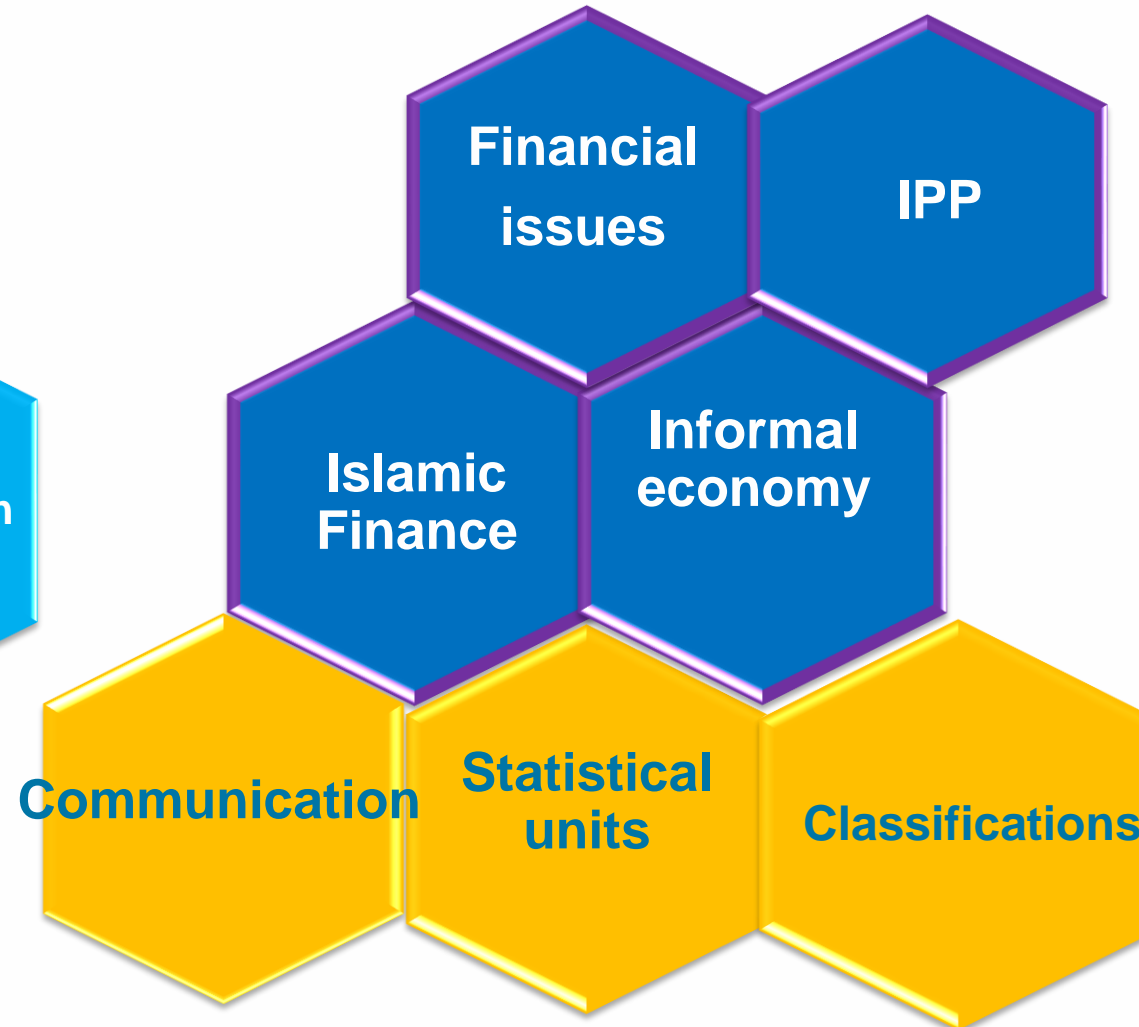 Financial
issues
IPP
Islamic
Finance
Informal
economy
Communication
Statistical
units
Classifications